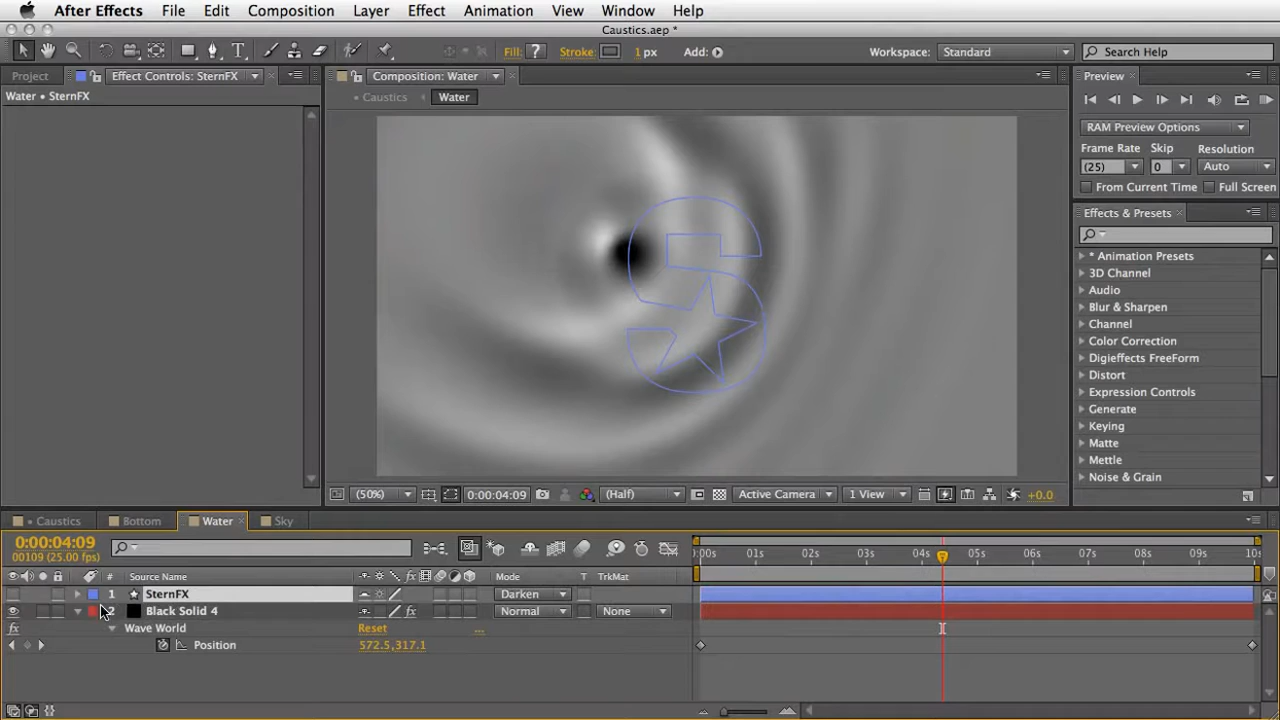 After Effects File Edit Composition Layer Effect Animation View Window Help
Caustics.aep *
Fill: ? Stroke: 1 px Add: Workspace: Standard Search Help
Project Effect Controls: SternFX Composition: Water Preview
Water • SternFX Caustics Water
RAM Preview Options
Frame Rate Skip Resolution
(25) 0 Auto
From Current Time Full Screen
Effects & Presets
* Animation Presets
3D Channel
Audio
Blur & Sharpen
Channel
Color Correction
Digieffects FreeForm
Distort
Expression Controls
Generate
Keying
Matte
Mettle
Noise & Grain
(50%) 0:00:04:09 (Half) Active Camera 1 View +0.0
Caustics Bottom Water Sky
0:00:04:09
00109 (25.00 fps)
:00s 01s 02s 03s 04s 05s 06s 07s 08s 09s 10s
# Source Name Mode T TrkMat
1 SternFX Darken
2 Black Solid 4 Normal None
Wave World Reset ...
Position 572.5,317.1